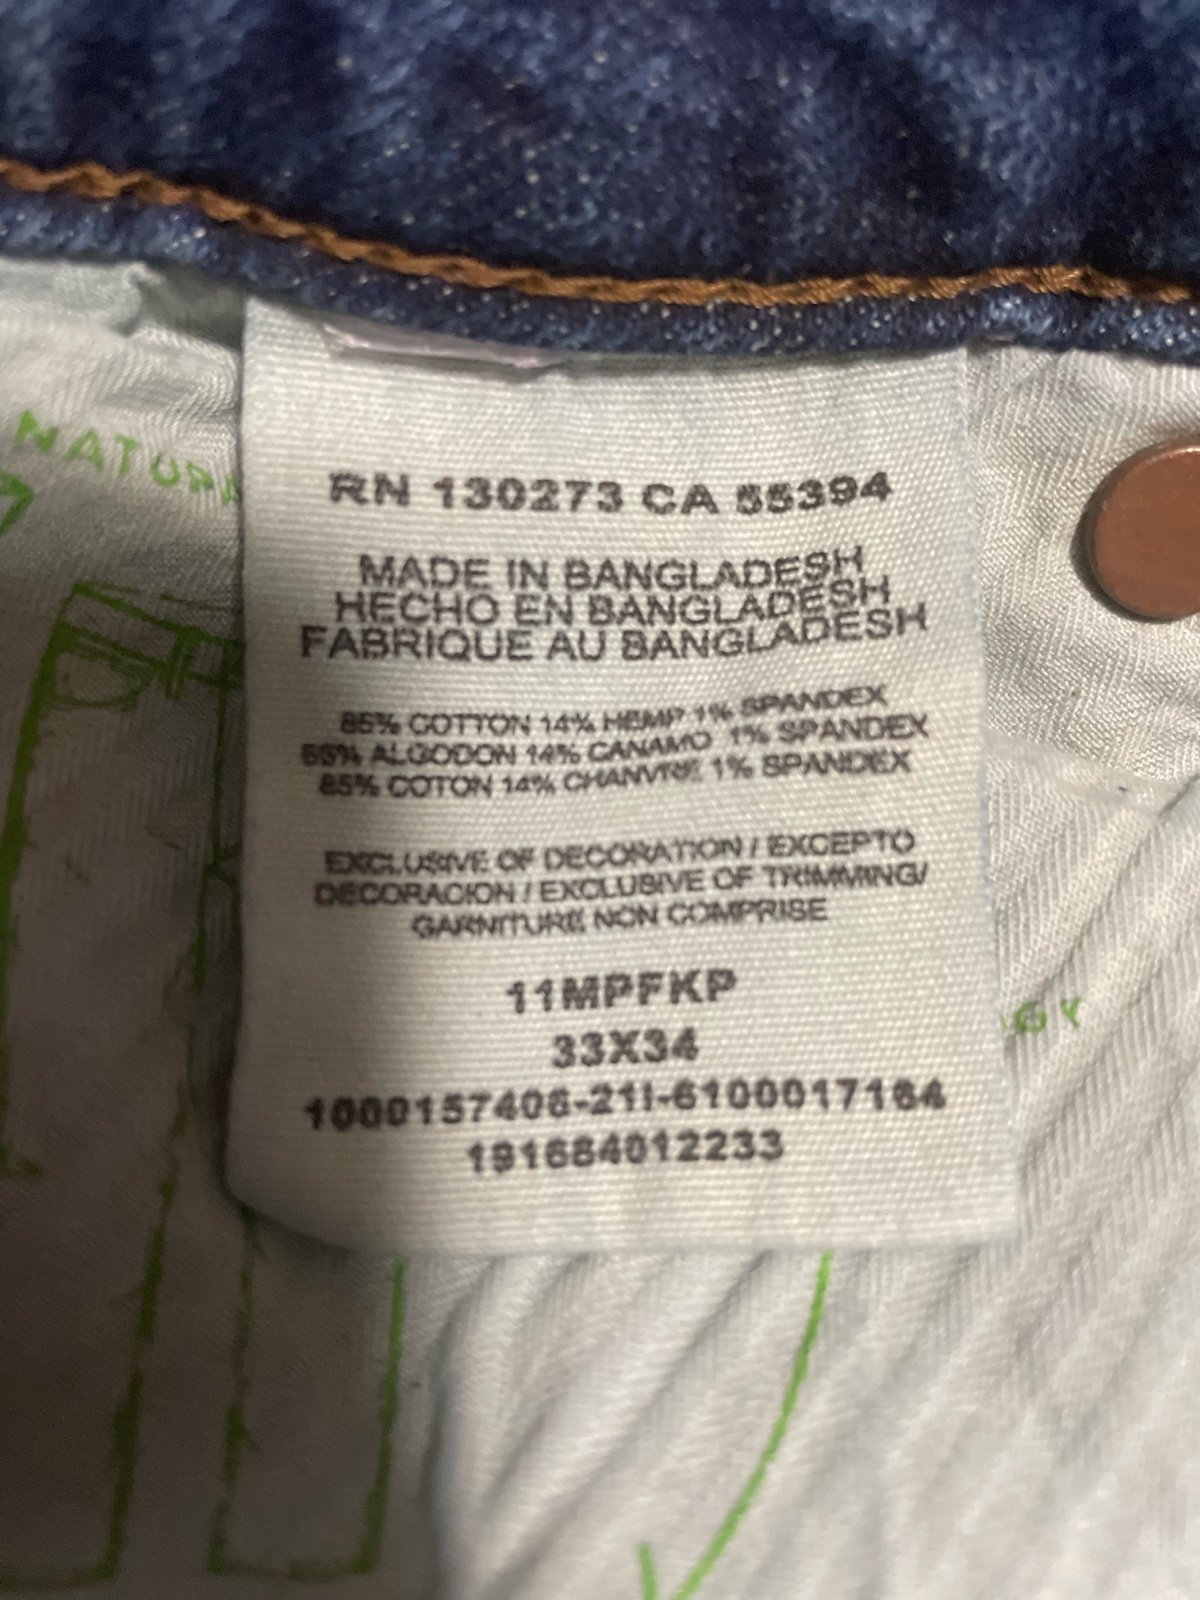 NATURA
RN 130273 CA 55394
MADE IN BANGLADESH
HECHO EN BANGLADESH
FABRIQUE AU BANGLADESH
85% COTTON 14% HEMP 1% SPANDEX
85% ALGODON 14% CANAMO 1% SPANDEX
85% COTON 14% CHANVRE 1% SPANDEX
EXCLUSIVE OF DECORATION / EXCEPTO
DECORACION / EXCLUSIVE OF TRIMMING/
GARNITURE NON COMPRISE
11MPFKP
33X34
1000157406-21I-6100017164
191684012233